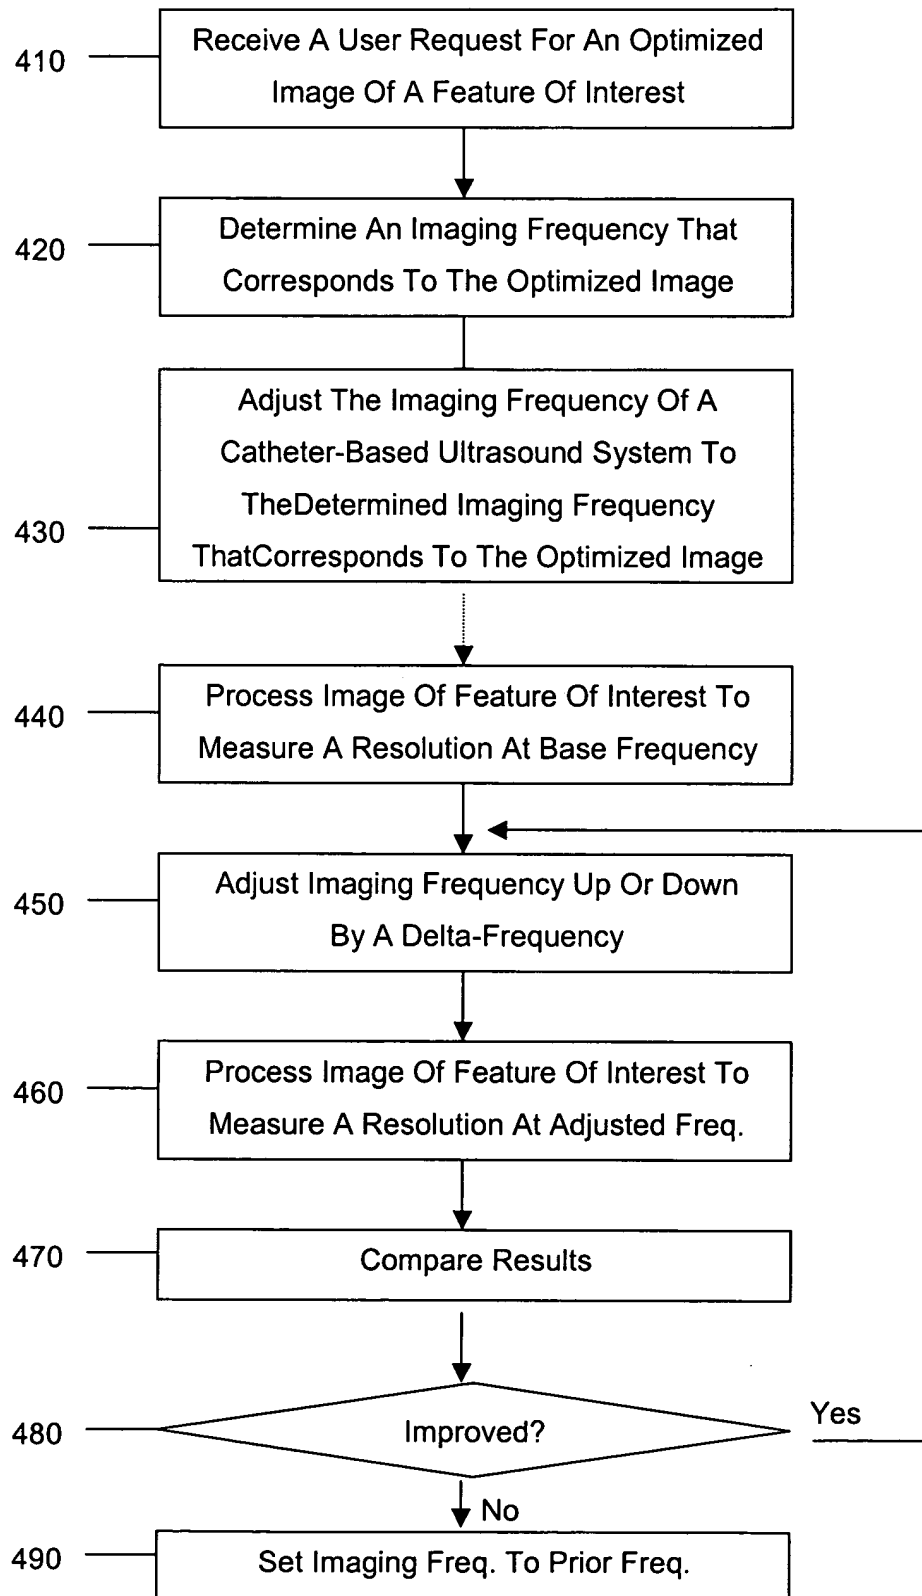 410
Receive A User Request For An Optimized
Image Of A Feature Of Interest
420
Determine An Imaging Frequency That
Corresponds To The Optimized Image
430
Adjust The Imaging Frequency Of A
Catheter-Based Ultrasound System To
TheDetermined Imaging Frequency
ThatCorresponds To The Optimized Image
440
Process Image Of Feature Of Interest To
Measure A Resolution At Base Frequency
450
Adjust Imaging Frequency Up Or Down
By A Delta-Frequency
460
Process Image Of Feature Of Interest To
Measure A Resolution At Adjusted Freq.
470
Compare Results
480
Improved?
Yes
No
490
Set Imaging Freq. To Prior Freq.